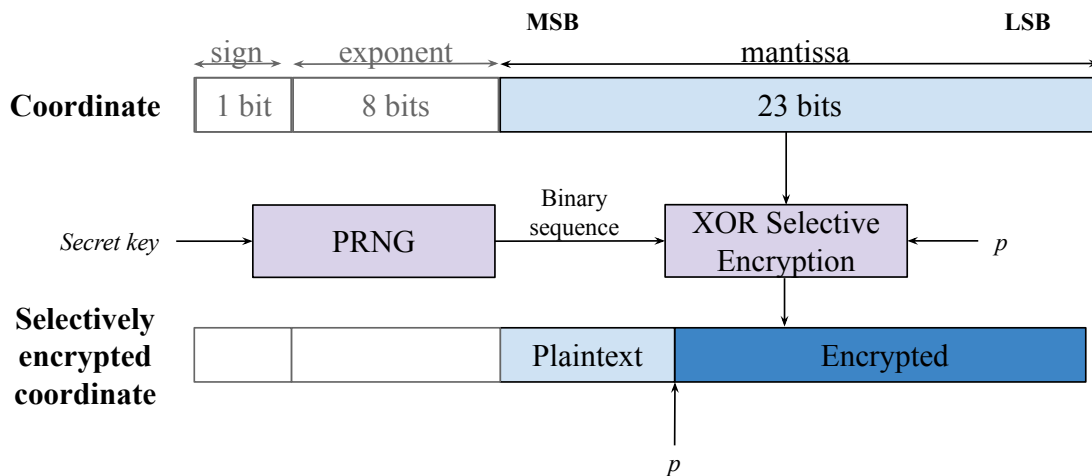 MSB
LSB
sign
exponent
mantissa
Coordinate
1 bit
8 bits
23 bits
Binary
sequence
Secret key
PRNG
XOR Selective
Encryption
p
Selectively
encrypted
coordinate
Plaintext
Encrypted
p